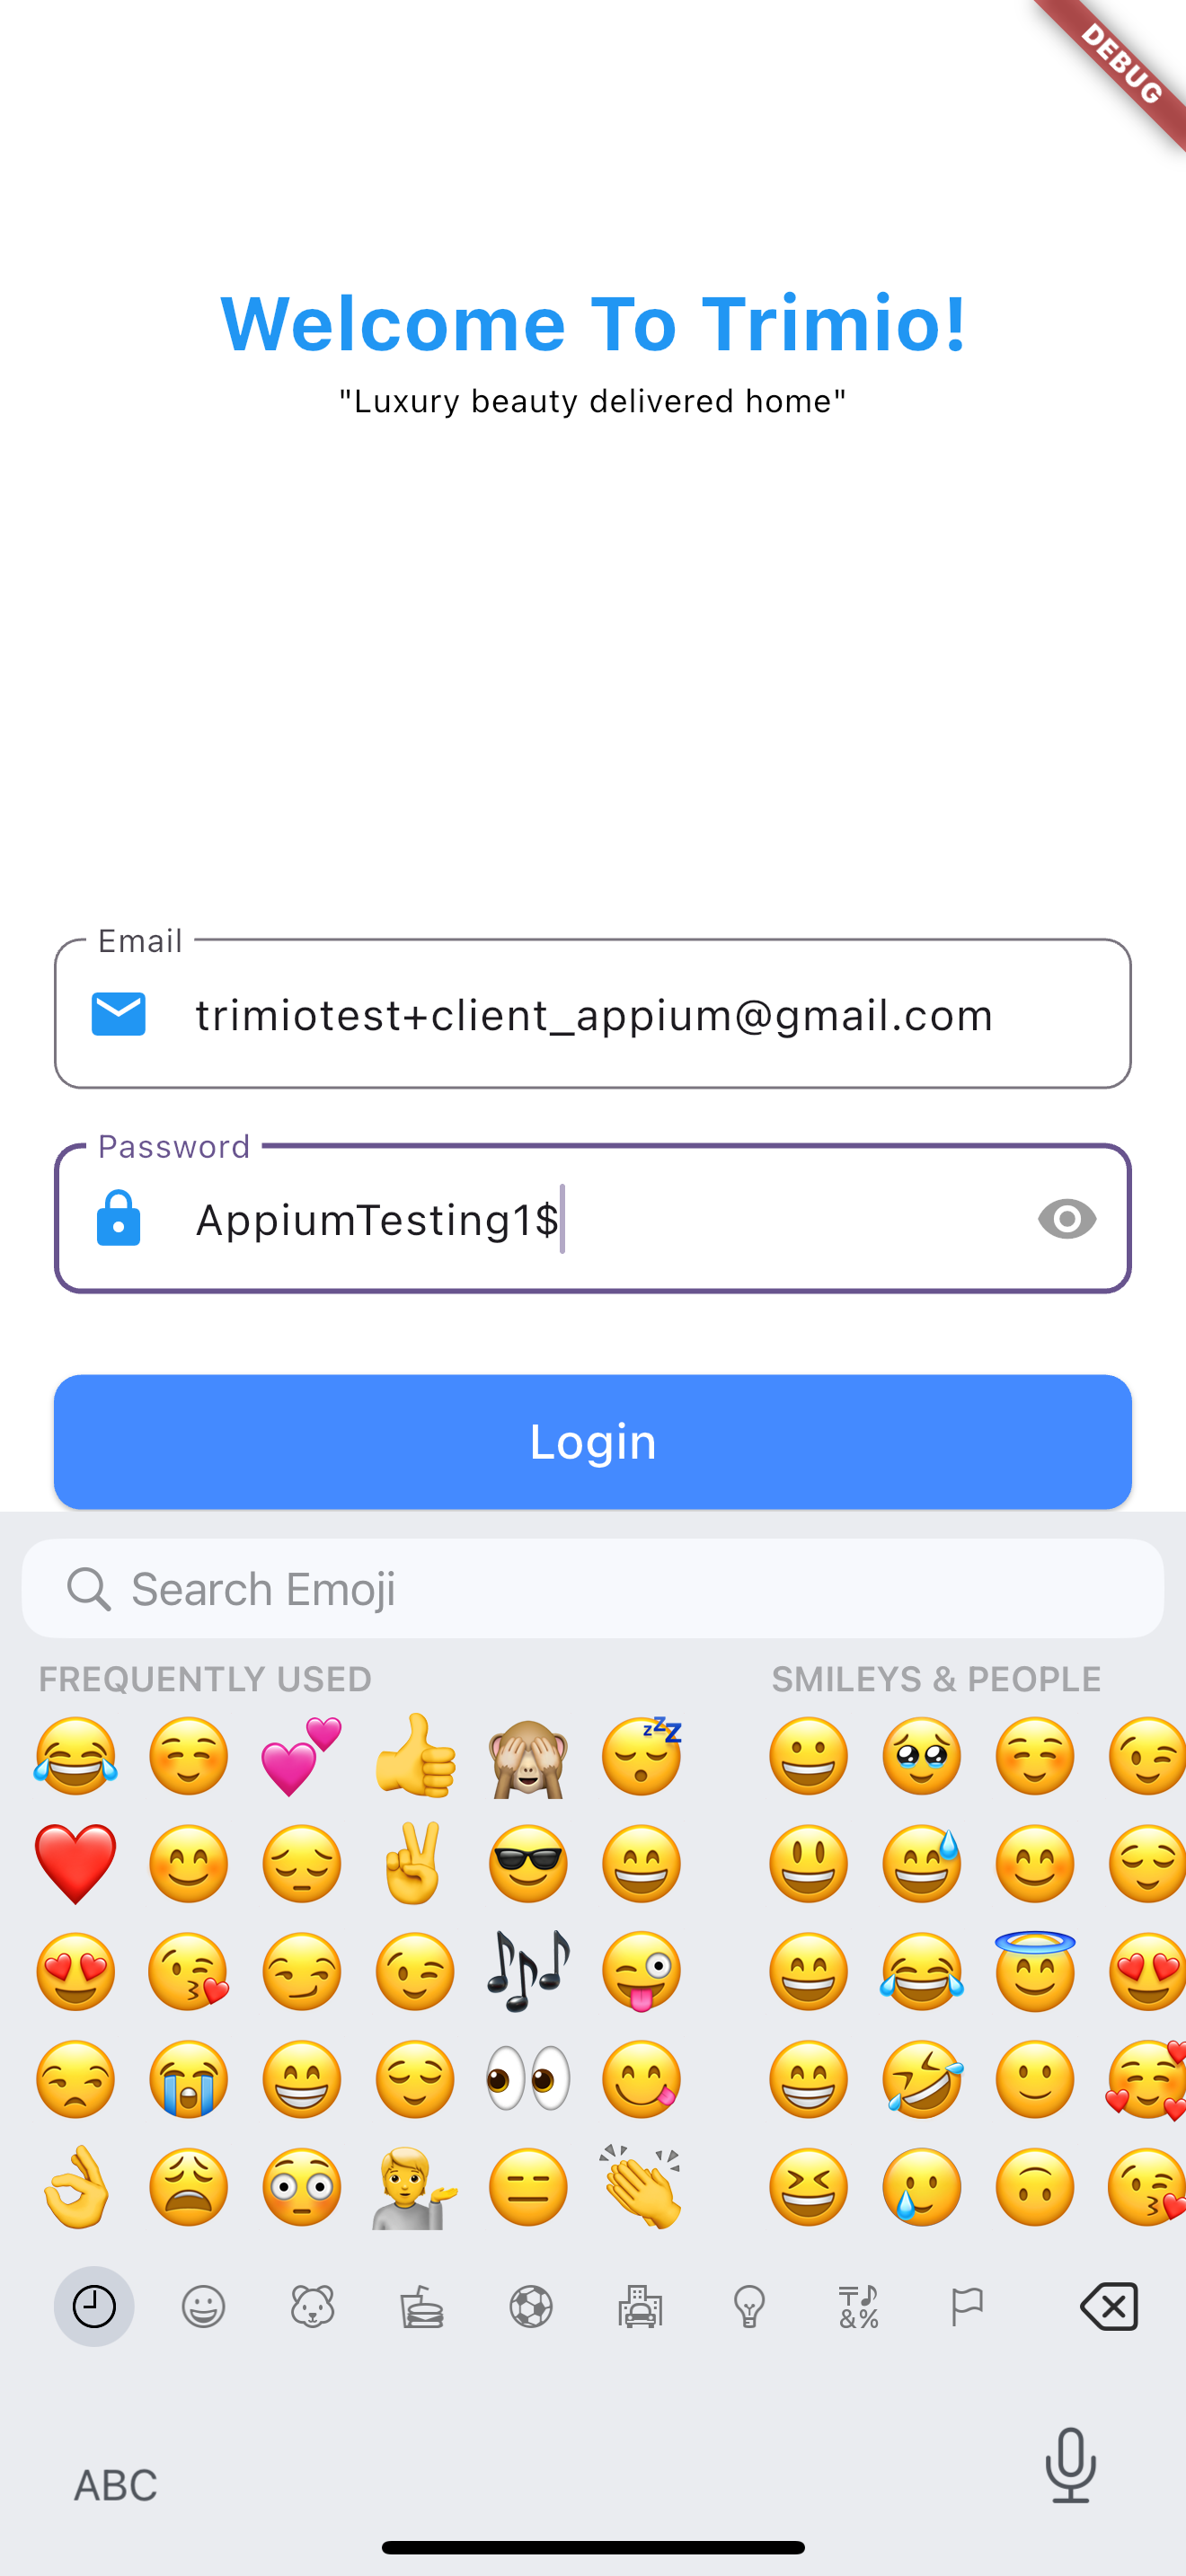 DEBUG
Welcome To Trimio!
"Luxury beauty delivered home"
Email
trimiotest+client_appium@gmail.com
Password
AppiumTesting1$
Login
Search Emoji
FREQUENTLY USED SMILEYS & PEOPLE
ABC